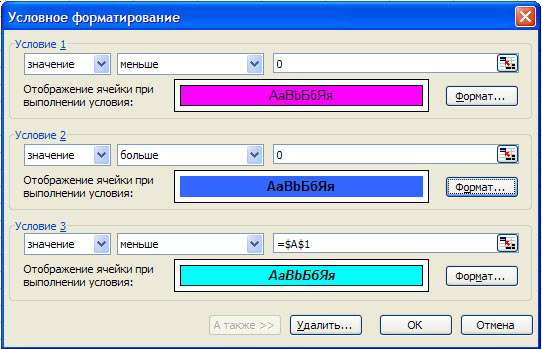 Условное форматирование
Условие 1
значение меньше 0
Отображение ячейки при выполнении условия:
АаВbБбЯя
Формат...
Условие 2
значение больше 0
Отображение ячейки при выполнении условия:
АаВbБбЯя
Формат...
Условие 3
значение меньше =$A$1
Отображение ячейки при выполнении условия:
АаВbБбЯя
Формат...
А также >> Удалить... ОК Отмена